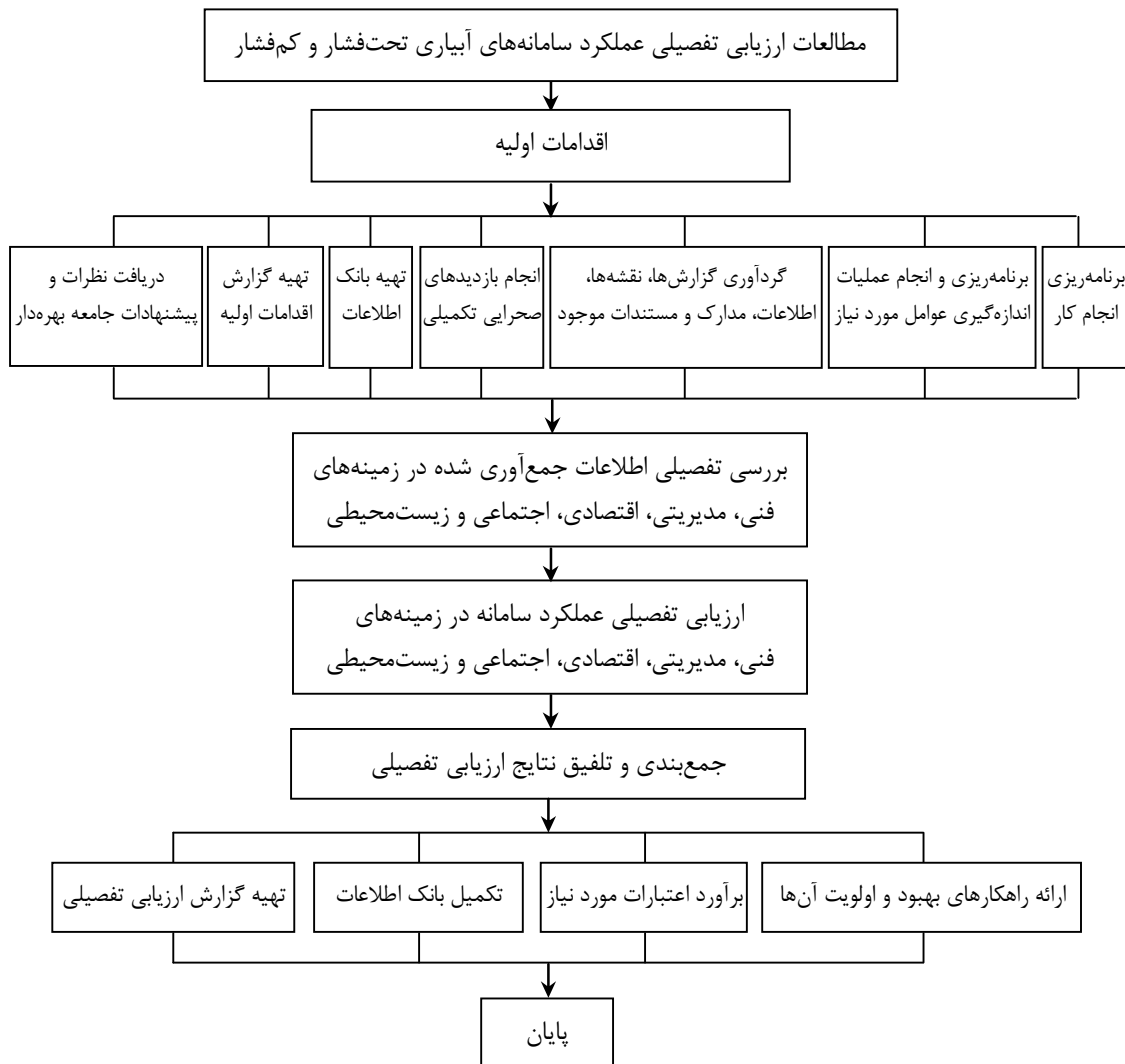 مطالعات ارزیابی تفصیلی عملکرد سامانه‌های آبیاری تحت‌فشار و کم‌فشار
اقدامات اولیه
برنامه‌ریزی
انجام کار
برنامه‌ریزی و انجام عملیات
اندازه‌گیری عوامل مورد نیاز
گردآوری گزارش‌ها، نقشه‌ها،
اطلاعات، مدارک و مستندات موجود
انجام بازدیدهای
صحرایی تکمیلی
تهیه بانک
اطلاعات
تهیه گزارش
اقدامات اولیه
دریافت نظرات و
پیشنهادات جامعه بهره‌دار
بررسی تفصیلی اطلاعات جمع‌آوری شده در زمینه‌های
فنی، مدیریتی، اقتصادی، اجتماعی و زیست‌محیطی
ارزیابی تفصیلی عملکرد سامانه در زمینه‌های
فنی، مدیریتی، اقتصادی، اجتماعی و زیست‌محیطی
جمع‌بندی و تلفیق نتایج ارزیابی تفصیلی
ارائه راهکارهای بهبود و اولویت آن‌ها
برآورد اعتبارات مورد نیاز
تکمیل بانک اطلاعات
تهیه گزارش ارزیابی تفصیلی
پایان